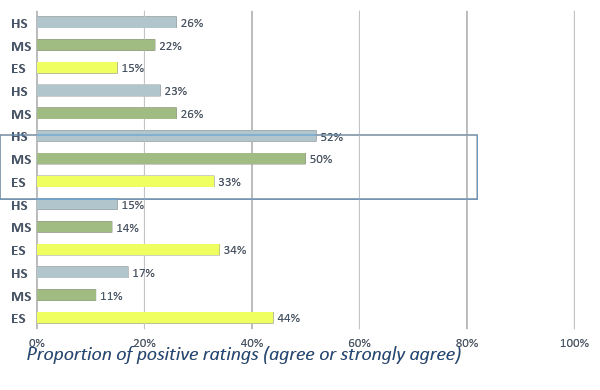 HS 26%
MS 22%
ES 15%
HS 23%
MS 26%
HS 52%
MS 50%
ES 33%
HS 15%
MS 14%
ES 34%
HS 17%
MS 11%
ES 44%
0% 20% 40% 60% 80% 100%
Proportion of positive ratings (agree or strongly agree)